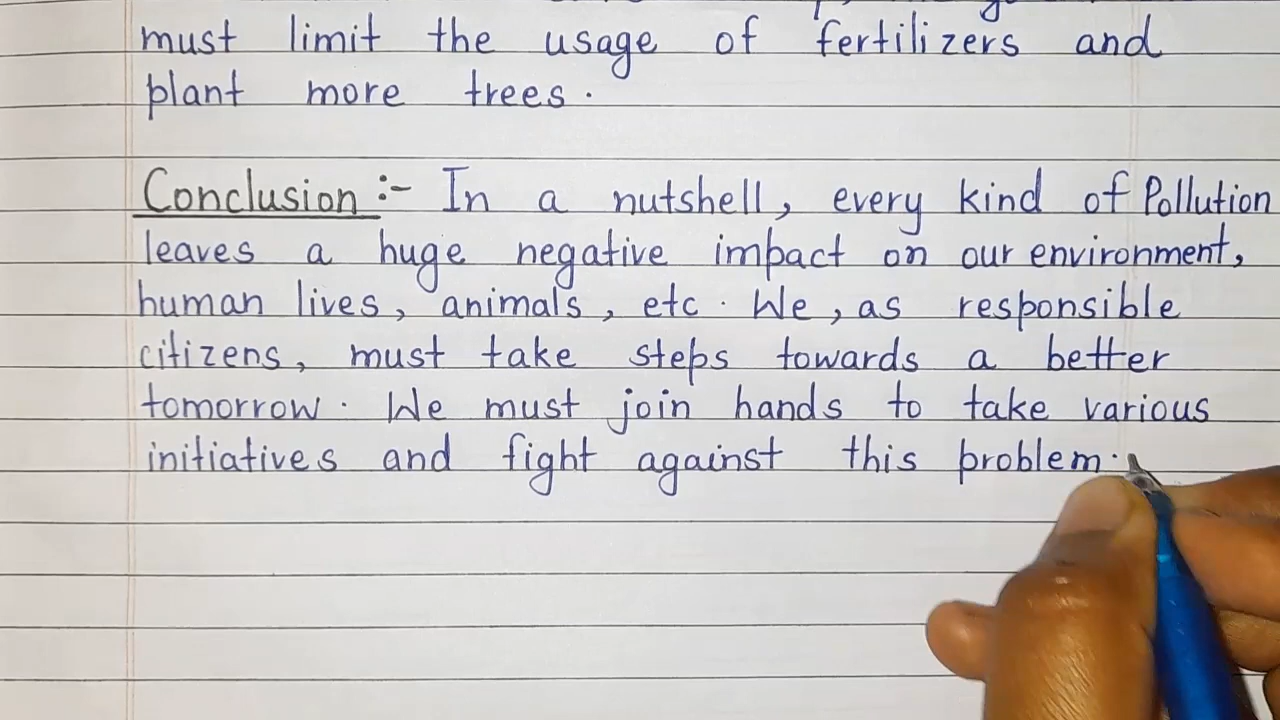 must limit the usage of fertilizers and
plant more trees.
Conclusion :- In a nutshell, every kind of Pollution
leaves a huge negative impact on our environment,
human lives, animals, etc. We, as responsible
citizens, must take steps towards a better
tomorrow. We must join hands to take various
initiatives and fight against this problem.